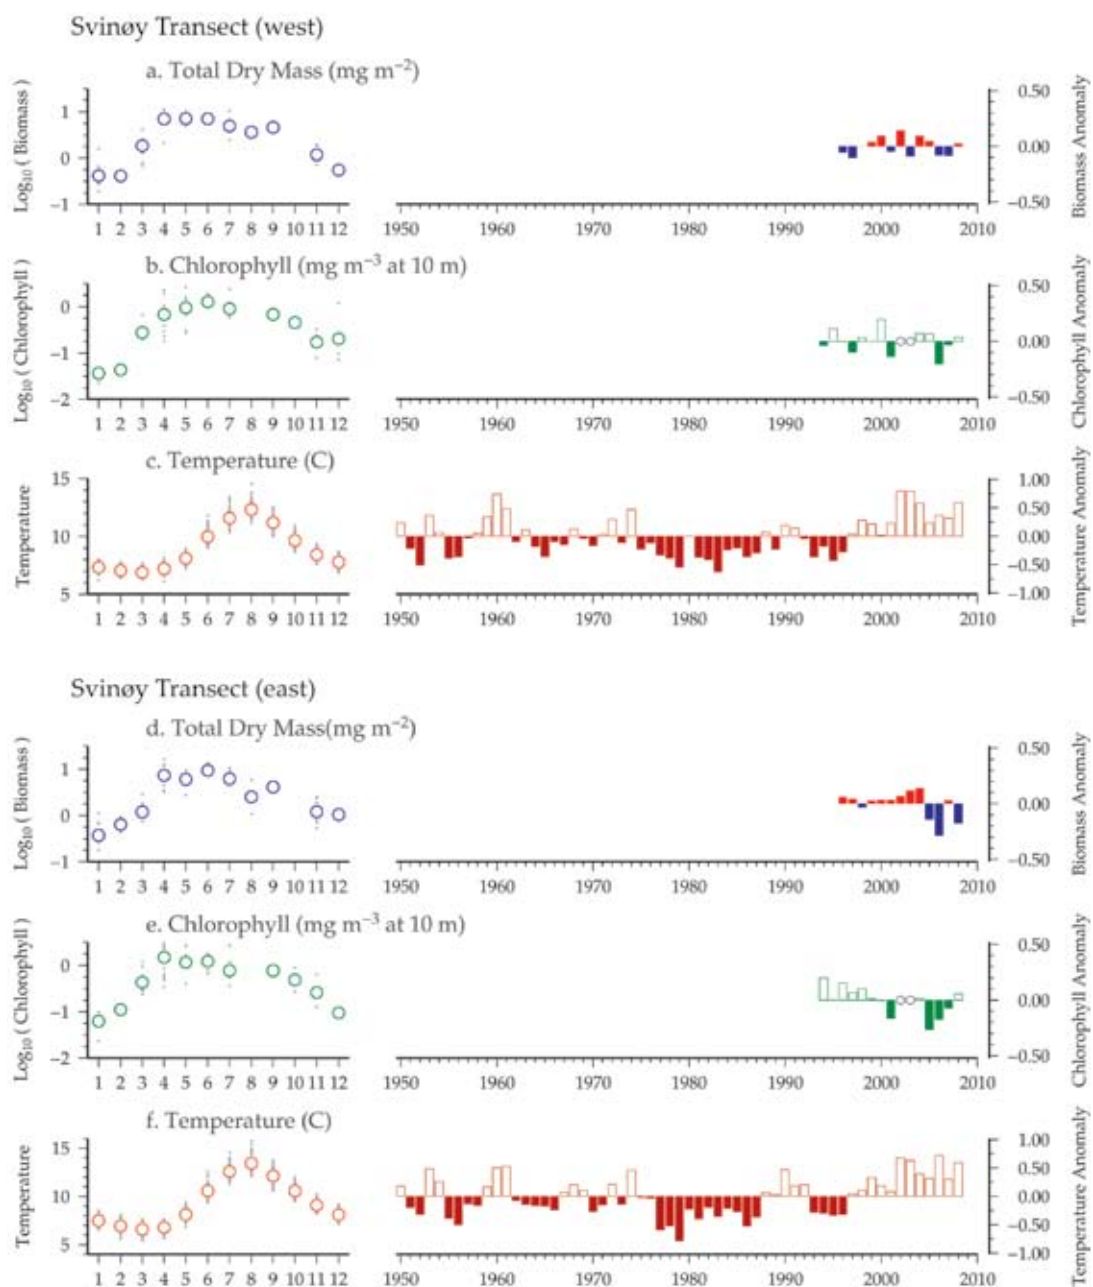 Svinøy Transect (west)
a. Total Dry Mass (mg m⁻²)
Log₁₀ ( Biomass )
1
0
−1
1 2 3 4 5 6 7 8 9 10 11 12
1950 1960 1970 1980 1990 2000 2010
0.50
0.00
−0.50
Biomass Anomaly
b. Chlorophyll (mg m⁻³ at 10 m)
Log₁₀ ( Chlorophyll )
0
−1
−2
1 2 3 4 5 6 7 8 9 10 11 12
1950 1960 1970 1980 1990 2000 2010
0.50
0.00
−0.50
Chlorophyll Anomaly
c. Temperature (C)
Temperature
15
10
5
1 2 3 4 5 6 7 8 9 10 11 12
1950 1960 1970 1980 1990 2000 2010
1.00
0.50
0.00
−0.50
−1.00
Temperature Anomaly
Svinøy Transect (east)
d. Total Dry Mass(mg m⁻²)
Log₁₀ ( Biomass )
1
0
−1
1 2 3 4 5 6 7 8 9 10 11 12
1950 1960 1970 1980 1990 2000 2010
0.50
0.00
−0.50
Biomass Anomaly
e. Chlorophyll (mg m⁻³ at 10 m)
Log₁₀ ( Chlorophyll )
0
−1
−2
1 2 3 4 5 6 7 8 9 10 11 12
1950 1960 1970 1980 1990 2000 2010
0.50
0.00
−0.50
Chlorophyll Anomaly
f. Temperature (C)
Temperature
15
10
5
1 2 3 4 5 6 7 8 9 10 11 12
1950 1960 1970 1980 1990 2000 2010
1.00
0.50
0.00
−0.50
−1.00
Temperature Anomaly